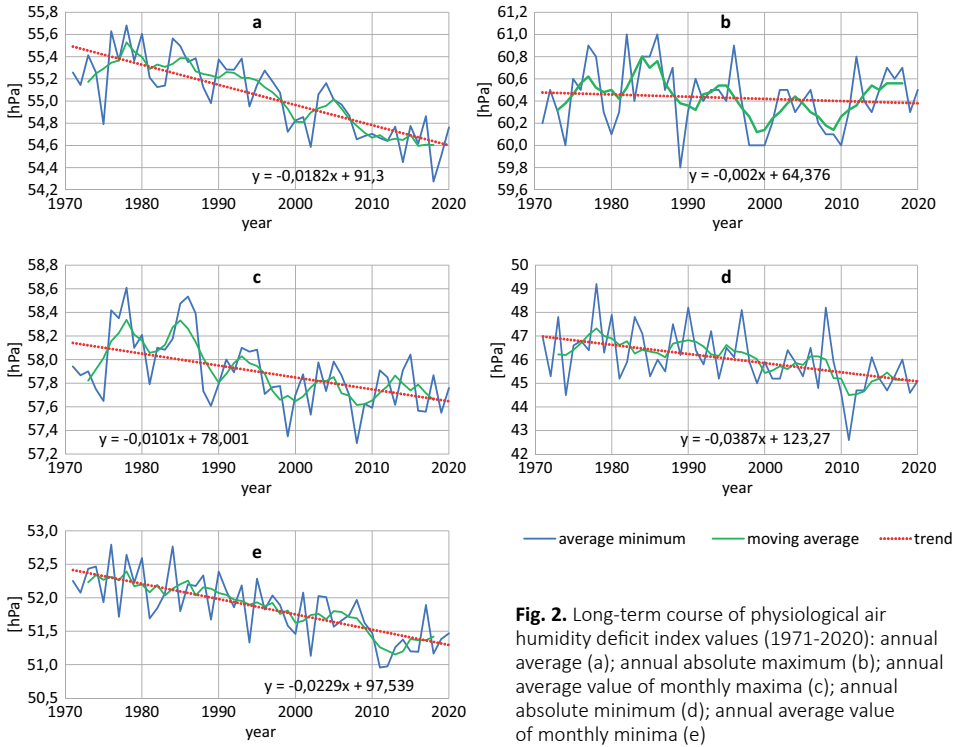 a
55,8
55,6
55,4
55,2
55,0
54,8
54,6
54,4
54,2
[hPa]
y = -0,0182x + 91,3
1970 1980 1990 2000 2010 2020
year
b
61,2
61,0
60,8
60,6
60,4
60,2
60,0
59,8
59,6
[hPa]
y = -0,002x + 64,376
1970 1980 1990 2000 2010 2020
year
c
58,8
58,6
58,4
58,2
58,0
57,8
57,6
57,4
57,2
[hPa]
y = -0,0101x + 78,001
1970 1980 1990 2000 2010 2020
year
d
50
49
48
47
46
45
44
43
42
[hPa]
y = -0,0387x + 123,27
1970 1980 1990 2000 2010 2020
year
e
53,0
52,5
52,0
51,5
51,0
50,5
[hPa]
y = -0,0229x + 97,539
1970 1980 1990 2000 2010 2020
year
average minimum moving average trend
Fig. 2. Long-term course of physiological air
humidity deficit index values (1971-2020): annual
average (a); annual absolute maximum (b); annual
average value of monthly maxima (c); annual
absolute minimum (d); annual average value
of monthly minima (e)